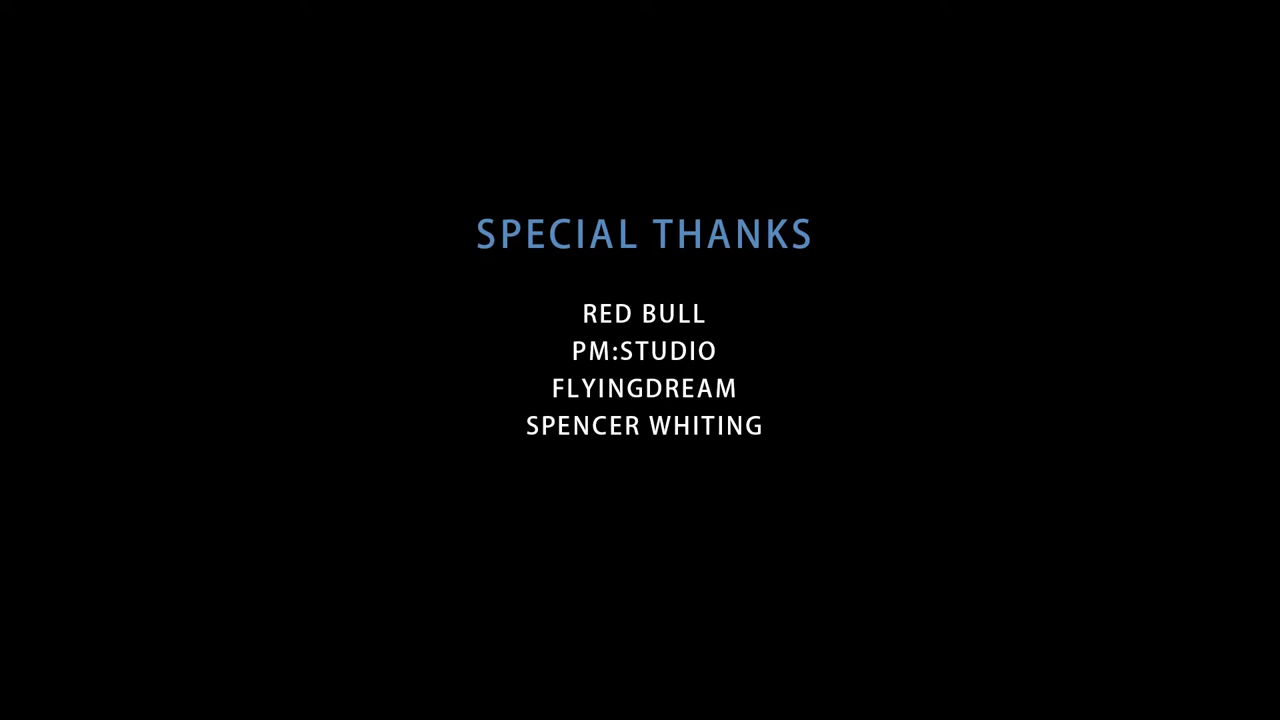 SPECIAL THANKS
RED BULL
PM:STUDIO
FLYINGDREAM
SPENCER WHITING